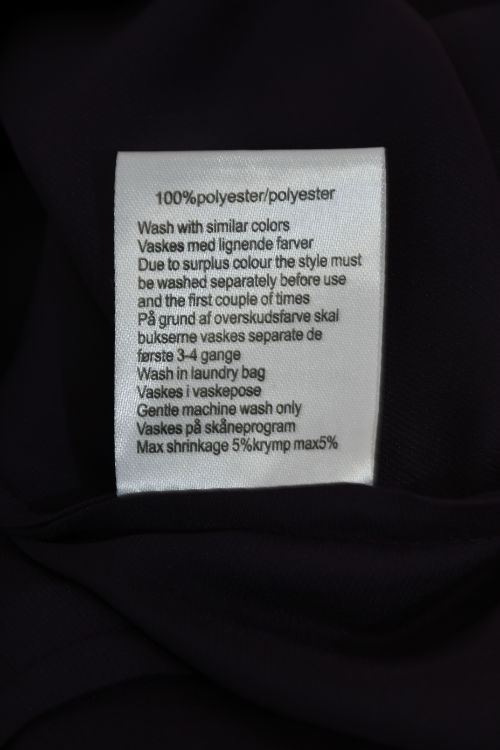 100%polyester/polyester
Wash with similar colors
Vaskes med lignende farver
Due to surplus colour the style must
be washed separately before use
and the first couple of times
På grund af overskudsfarve skal
bukserne vaskes separate de
første 3-4 gange
Wash in laundry bag
Vaskes i vaskepose
Gentle machine wash only
Vaskes på skåneprogram
Max shrinkage 5%krymp max5%